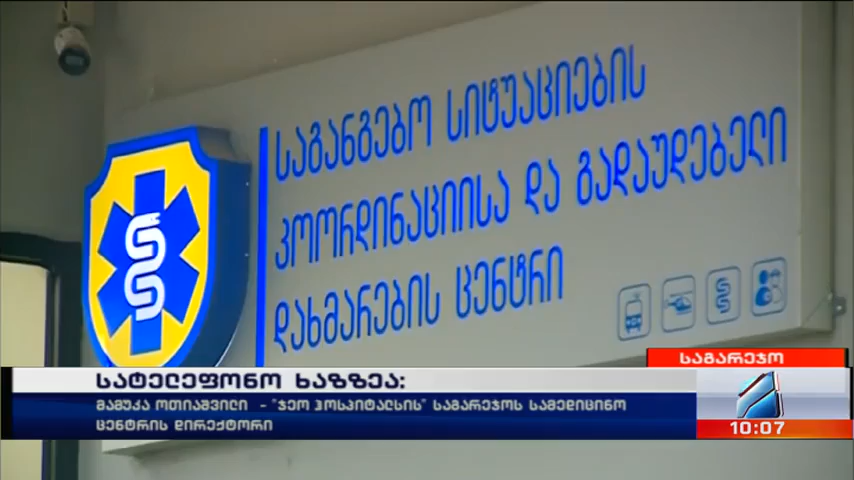 საგანგებო სიტუაციების
კოორდინაციისა და გადაუდებელი
დახმარების ცენტრი
საგარეჯო
სატელეფონო ხაზზეა:
მამუკა ოთიაშვილი - "ჯეო ჰოსპიტალსის" საგარეჯოს სამედიცინო
ცენტრის დირექტორი
10:07